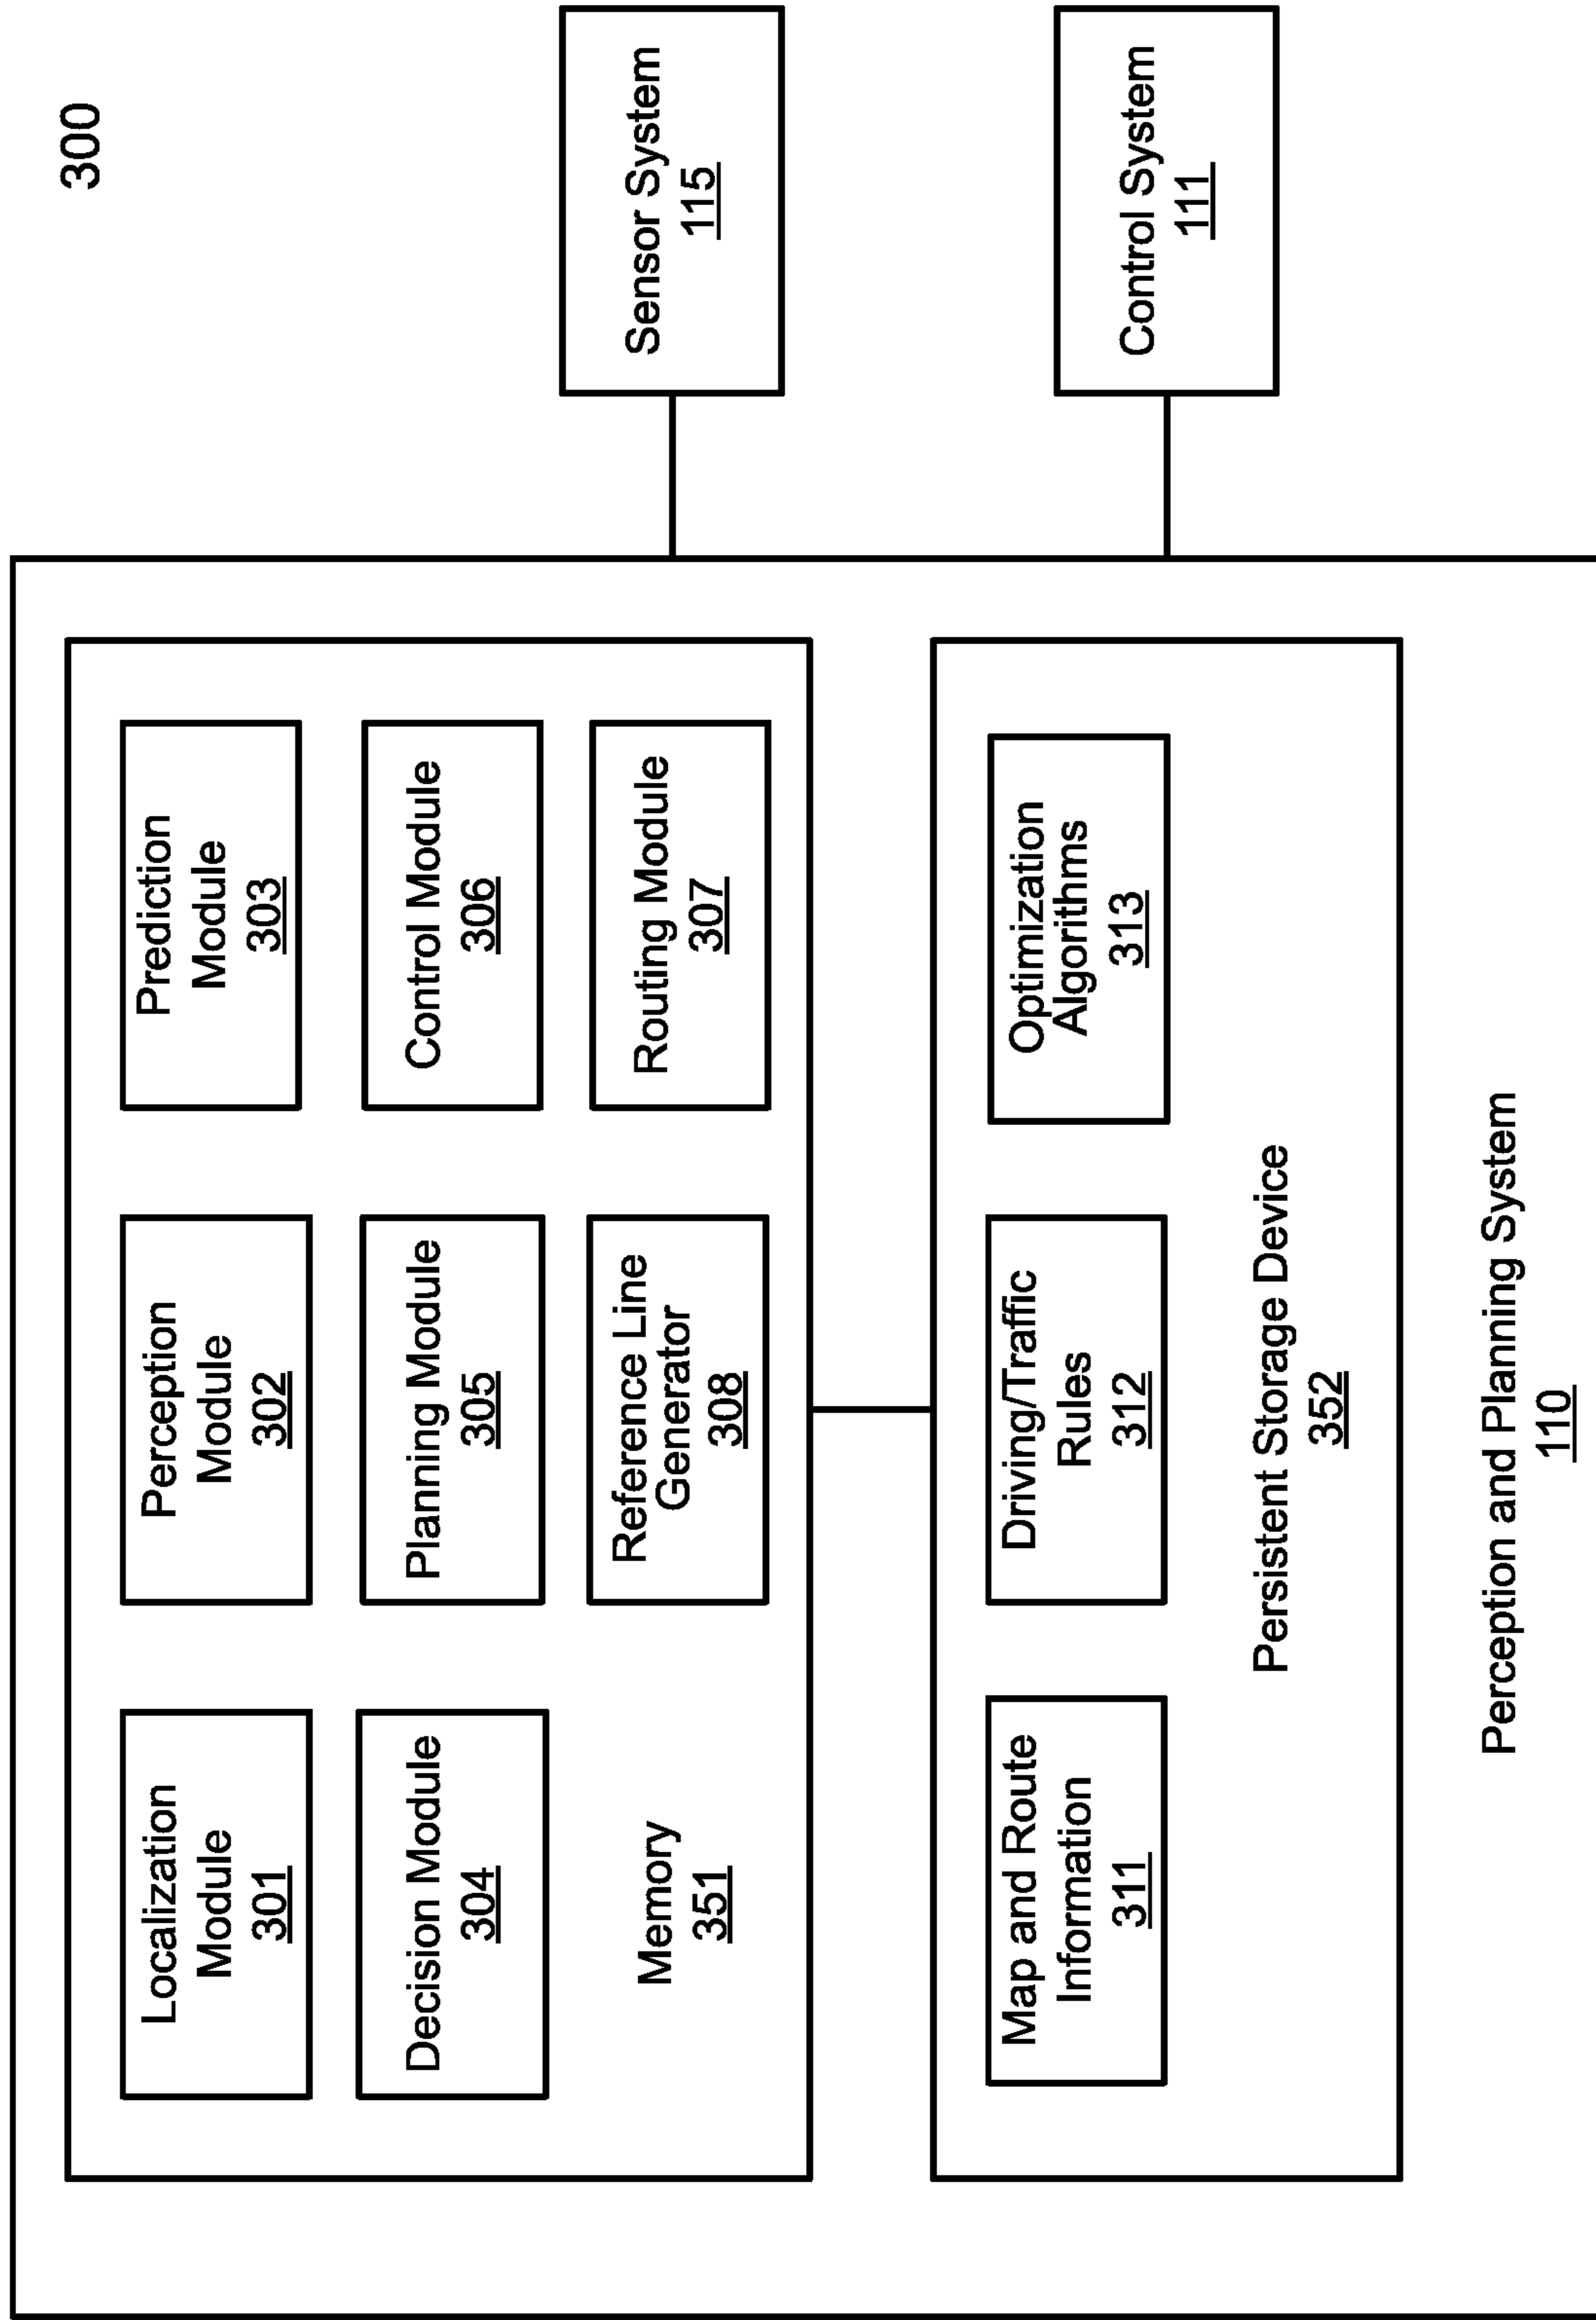 300
Localization
Module
301
Perception
Module
302
Prediction
Module
303
Decision Module
304
Planning Module
305
Control Module
306
Memory
351
Reference Line
Generator
308
Routing Module
307
Map and Route
Information
311
Driving/Traffic
Rules
312
Optimization
Algorithms
313
Persistent Storage Device
352
Perception and Planning System
110
Sensor System
115
Control System
111